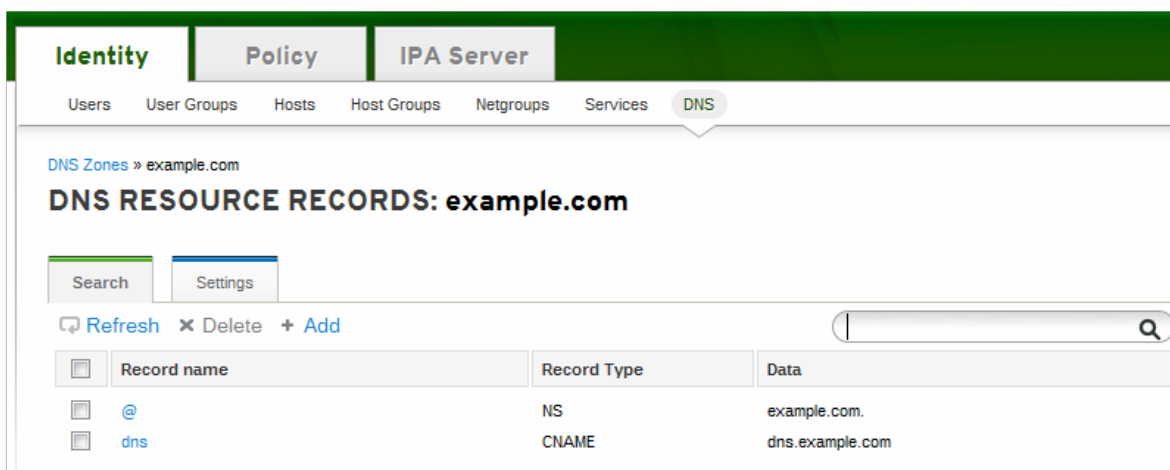 Identity Policy IPA Server
Users User Groups Hosts Host Groups Netgroups Services DNS
DNS Zones » example.com
DNS RESOURCE RECORDS: example.com
Search Settings
Refresh Delete + Add
Record name Record Type Data
@ NS example.com.
dns CNAME dns.example.com